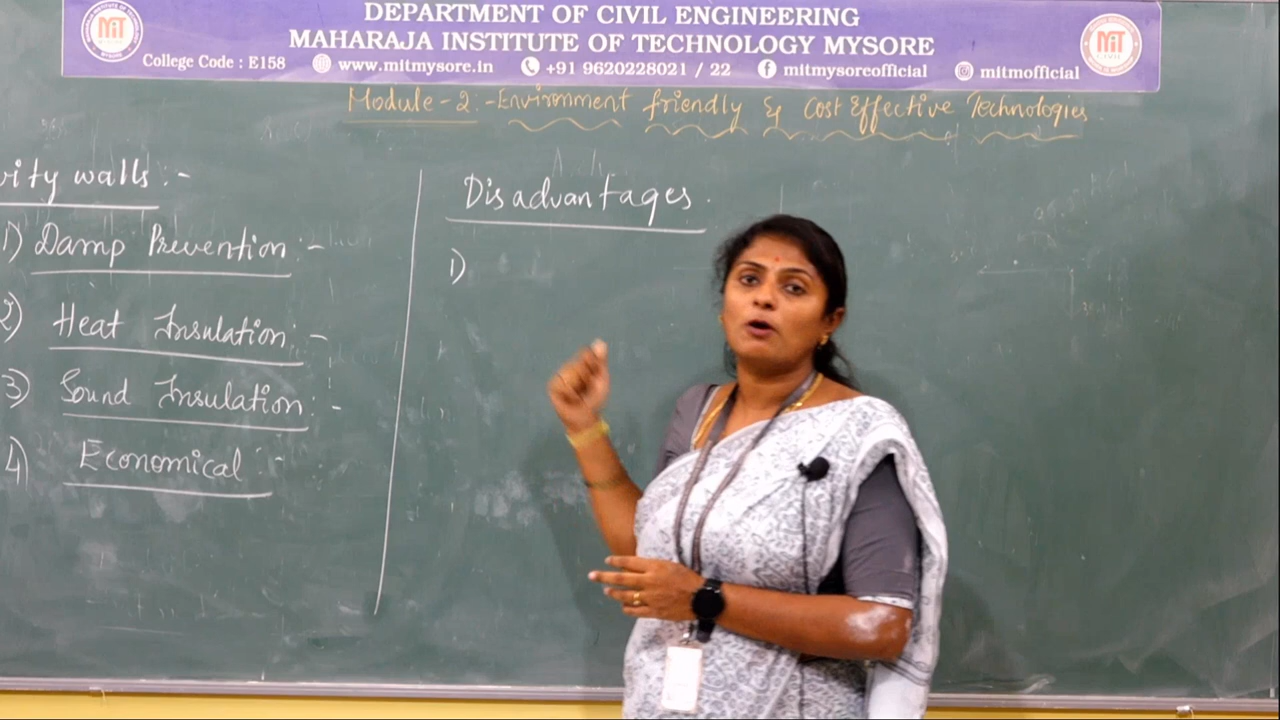 DEPARTMENT OF CIVIL ENGINEERING
MAHARAJA INSTITUTE OF TECHNOLOGY MYSORE
College Code : E158 www.mitmysore.in +91 9620228021 / 22 mitmysoreofficial mitmofficial
MIT
MIT
Module-2:-Environment friendly & Cost Effective Technologies
vity walls:-
1) Damp Prevention:-
2) Heat Insulation:-
3) Sound Insulation:-
4) Economical:-
Disadvantages.
1)